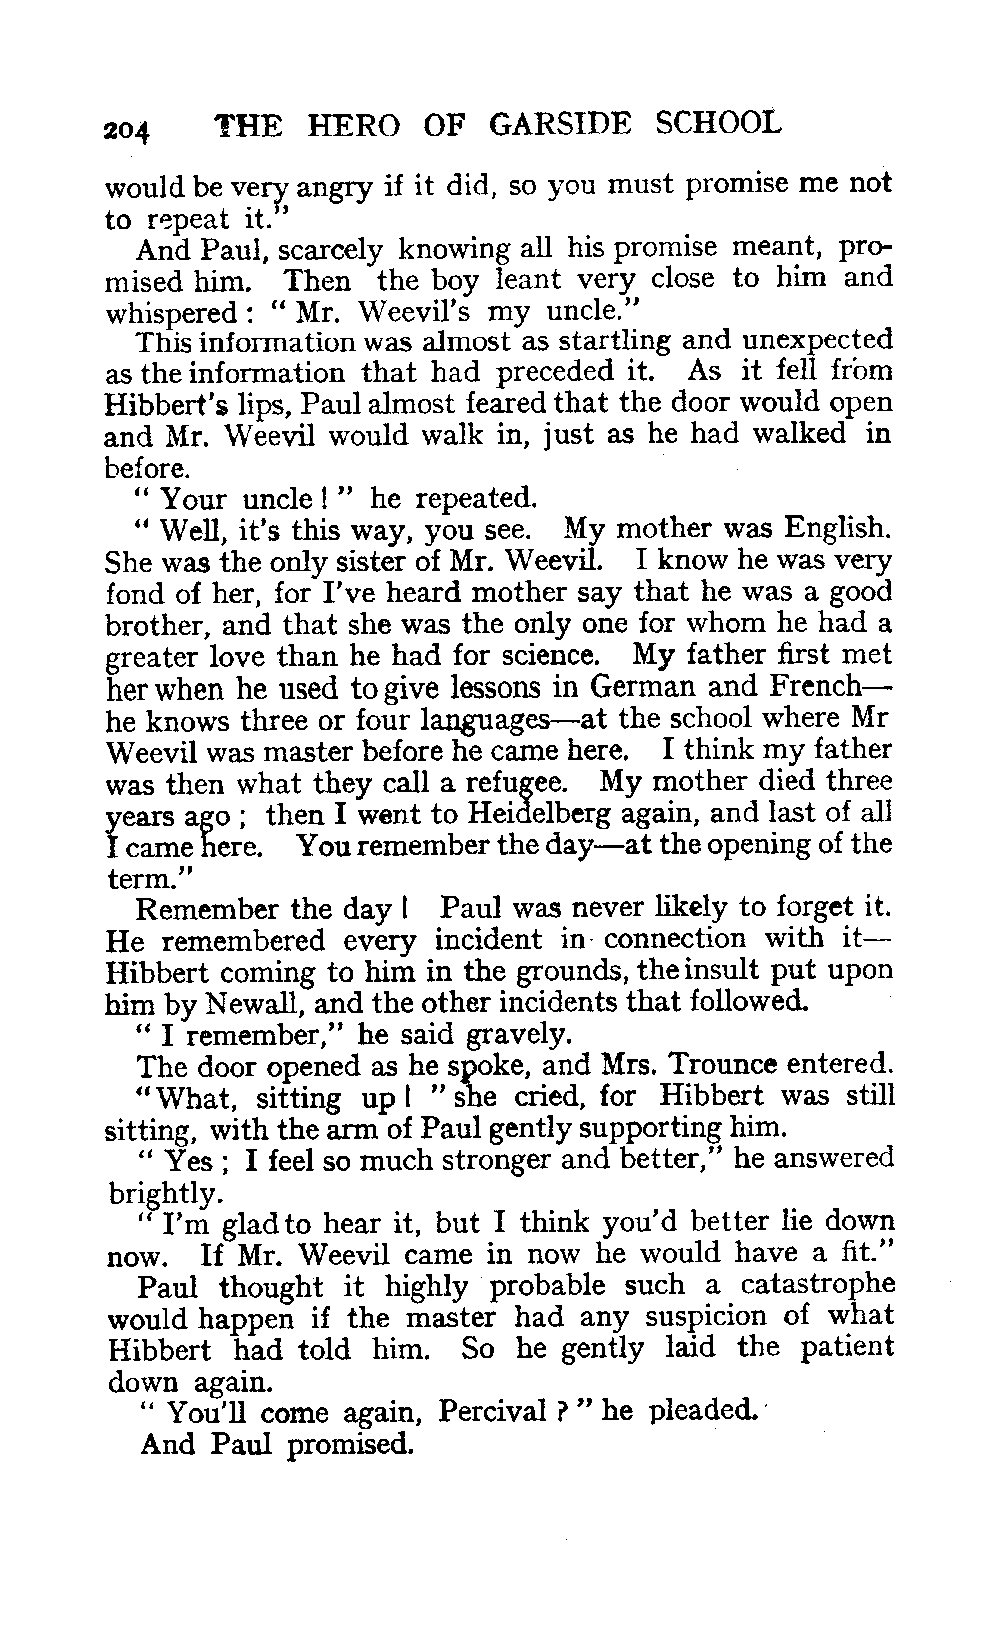 204 THE HERO OF GARSIDE SCHOOL
would be very angry if it did, so you must promise me not
to repeat it.”
And Paul, scarcely knowing all his promise meant, pro-
mised him. Then the boy leant very close to him and
whispered : “ Mr. Weevil's my uncle.”
This information was almost as startling and unexpected
as the information that had preceded it. As it fell from
Hibbert's lips, Paul almost feared that the door would open
and Mr. Weevil would walk in, just as he had walked in
before.
“ Your uncle ! ” he repeated.
“ Well, it's this way, you see. My mother was English.
She was the only sister of Mr. Weevil. I know he was very
fond of her, for I've heard mother say that he was a good
brother, and that she was the only one for whom he had a
greater love than he had for science. My father first met
her when he used to give lessons in German and French—
he knows three or four languages—at the school where Mr
Weevil was master before he came here. I think my father
was then what they call a refugee. My mother died three
years ago ; then I went to Heidelberg again, and last of all
I came here. You remember the day—at the opening of the
term.”
Remember the day ! Paul was never likely to forget it.
He remembered every incident in connection with it—
Hibbert coming to him in the grounds, the insult put upon
him by Newall, and the other incidents that followed.
“ I remember,” he said gravely.
The door opened as he spoke, and Mrs. Trounce entered.
“What, sitting up ! ” she cried, for Hibbert was still
sitting, with the arm of Paul gently supporting him.
“ Yes ; I feel so much stronger and better,” he answered
brightly.
“ I'm glad to hear it, but I think you'd better lie down
now. If Mr. Weevil came in now he would have a fit.”
Paul thought it highly probable such a catastrophe
would happen if the master had any suspicion of what
Hibbert had told him. So he gently laid the patient
down again.
“ You'll come again, Percival ? ” he pleaded.
And Paul promised.